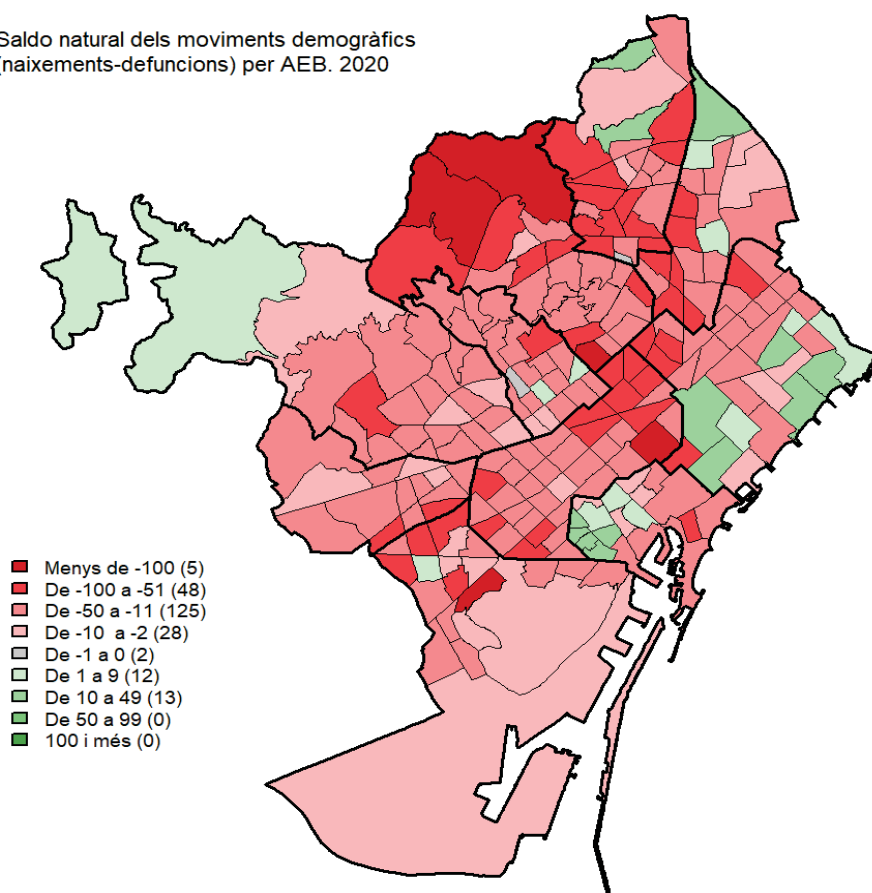 Saldo natural dels moviments demogràfics
(naixements-defuncions) per AEB. 2020
Menys de -100 (5)
De -100 a -51 (48)
De -50 a -11 (125)
De -10 a -2 (28)
De -1 a 0 (2)
De 1 a 9 (12)
De 10 a 49 (13)
De 50 a 99 (0)
100 i més (0)